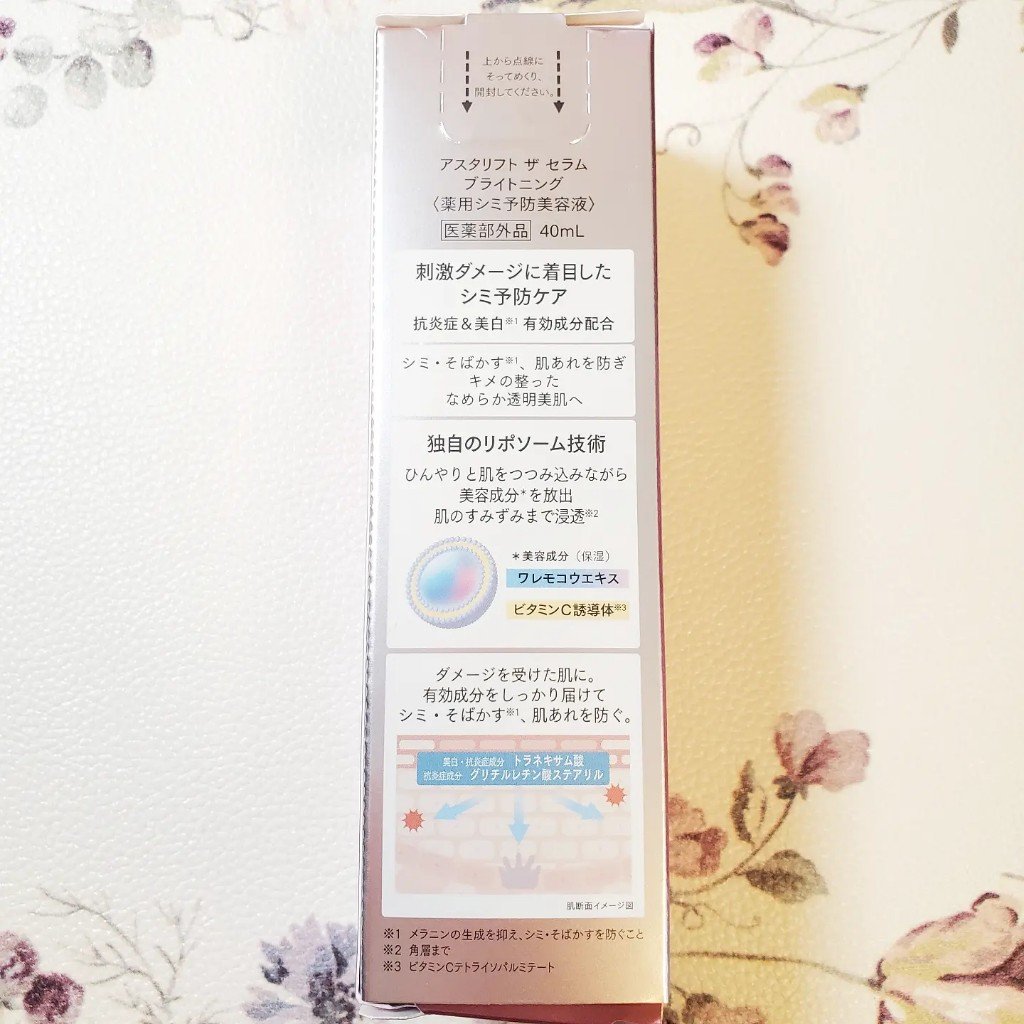 上から点線に
そってめくり、
開封してください。
アスタリフト ザ セラム
ブライトニング
〈薬用シミ予防美容液〉
医薬部外品 40mL
刺激ダメージに着目した
シミ予防ケア
抗炎症＆美白※1 有効成分配合
シミ・そばかす※1、肌あれを防ぎ
キメの整った
なめらか透明美肌へ
独自のリポソーム技術
ひんやりと肌をつつみ込みながら
美容成分*を放出
肌のすみずみまで浸透※2
＊美容成分（保湿）
ワレモコウエキス
ビタミンC誘導体※3
ダメージを受けた肌に。
有効成分をしっかり届けて
シミ・そばかす※1、肌あれを防ぐ。
美白・抗炎症成分 トラネキサム酸
抗炎症成分 グリチルレチン酸ステアリル
肌断面イメージ図
※1 メラニンの生成を抑え、シミ・そばかすを防ぐこと
※2 角層まで
※3 ビタミンCテトライソパルミテート